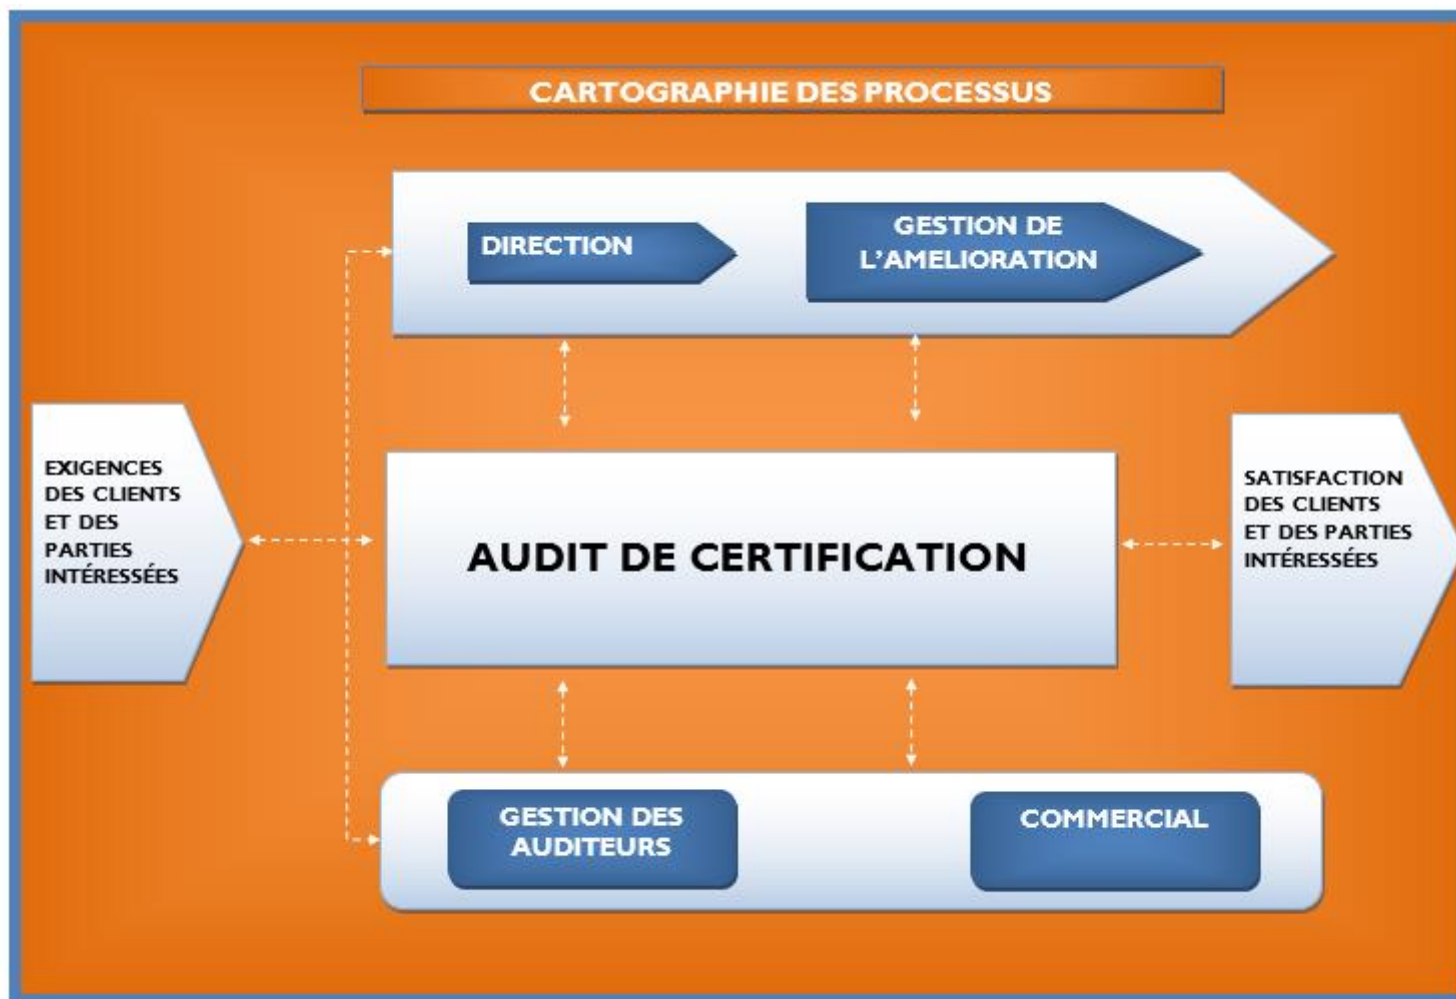 CARTOGRAPHIE DES PROCESSUS
DIRECTION
GESTION DE
L’AMELIORATION
EXIGENCES
DES CLIENTS
ET DES
PARTIES
INTÉRESSÉES
AUDIT DE CERTIFICATION
SATISFACTION
DES CLIENTS
ET DES PARTIES
INTÉRESSÉES
GESTION DES
AUDITEURS
COMMERCIAL